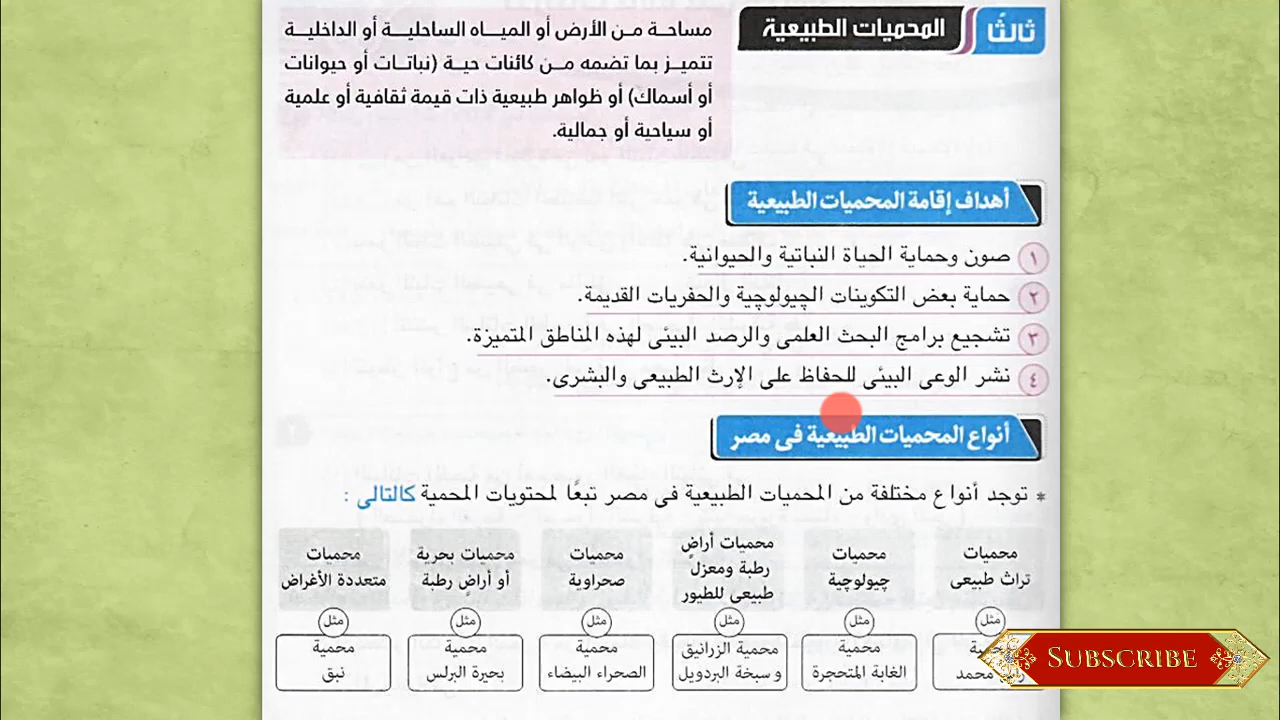 ثالثًا
المحميات الطبيعية
مساحة من الأرض أو المياه الساحلية أو الداخلية
تتميز بما تضمه من كائنات حية (نباتات أو حيوانات
أو أسماك) أو ظواهر طبيعية ذات قيمة ثقافية أو علمية
أو سياحية أو جمالية.
أهداف إقامة المحميات الطبيعية
١ صون وحماية الحياة النباتية والحيوانية.
٢ حماية بعض التكوينات الچيولوچية والحفريات القديمة.
٣ تشجيع برامج البحث العلمى والرصد البيئى لهذه المناطق المتميزة.
٤ نشر الوعى البيئى للحفاظ على الإرث الطبيعى والبشرى.
أنواع المحميات الطبيعية فى مصر
* توجد أنواع مختلفة من المحميات الطبيعية فى مصر تبعًا لمحتويات المحمية كالتالى :
محميات
تراث طبيعى
مثل
محمد
محميات
چيولوچية
مثل
محمية
الغابة المتحجرة
محميات أراضٍ
رطبة ومعزل
طبيعى للطيور
مثل
محمية الزرانيق
وسبخة البردويل
محميات
صحراوية
مثل
محمية
الصحراء البيضاء
محميات بحرية
أو أراضٍ رطبة
مثل
محمية
بحيرة البرلس
محميات
متعددة الأغراض
مثل
محمية
نبق
SUBSCRIBE